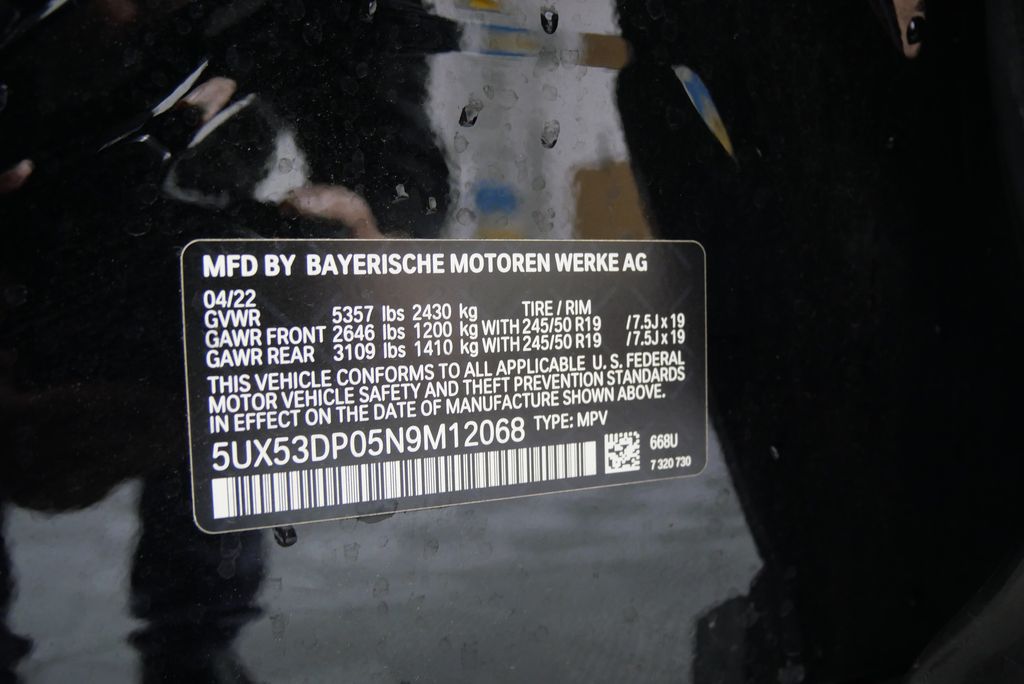 MFD BY BAYERISCHE MOTOREN WERKE AG
04/22
GVWR 5357 lbs 2430 kg TIRE / RIM
GAWR FRONT 2646 lbs 1200 kg WITH 245/50 R19 /7.5J x 19
GAWR REAR 3109 lbs 1410 kg WITH 245/50 R19 /7.5J x 19
THIS VEHICLE CONFORMS TO ALL APPLICABLE U. S. FEDERAL
MOTOR VEHICLE SAFETY AND THEFT PREVENTION STANDARDS
IN EFFECT ON THE DATE OF MANUFACTURE SHOWN ABOVE.
5UX53DP05N9M12068 TYPE: MPV
668U
7 320 730